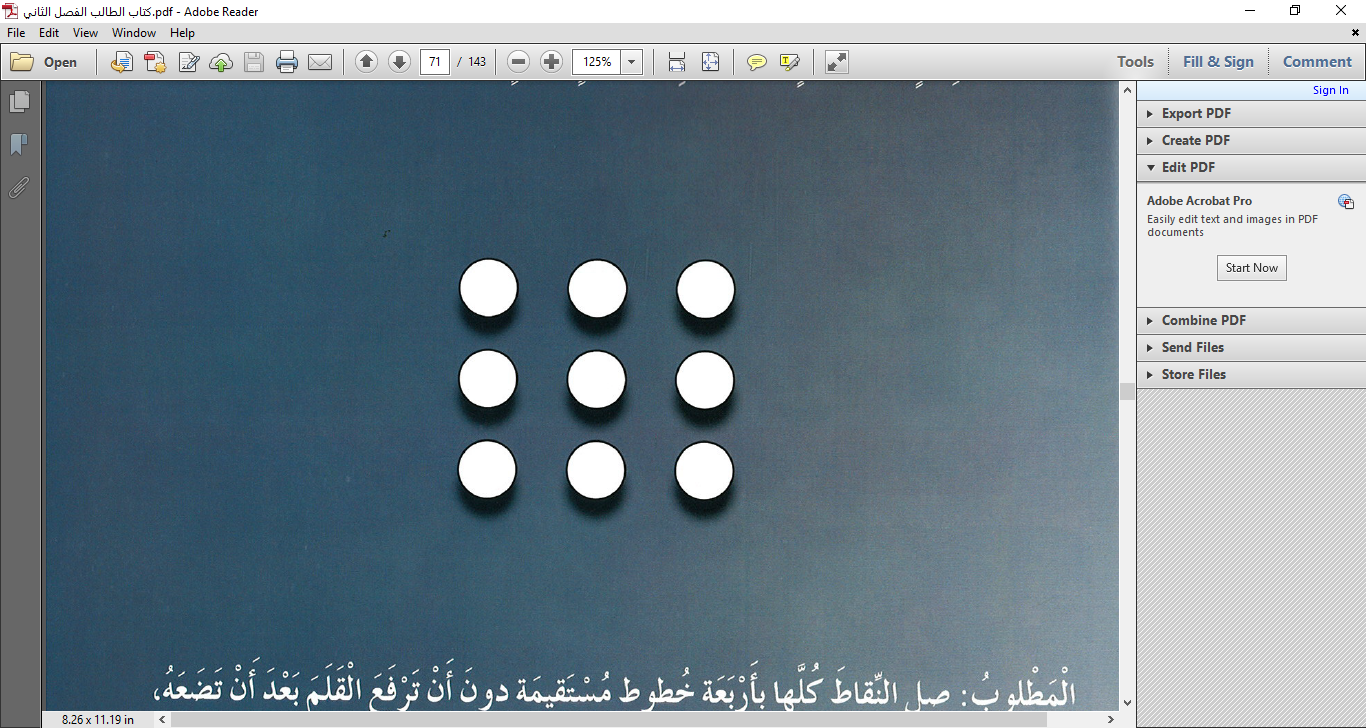 كتاب الطالب الفصل الثاني.pdf - Adobe Reader
File Edit View Window Help
Open 71 / 143 125% Tools Fill & Sign Comment
Sign In
Export PDF
Create PDF
Edit PDF
Adobe Acrobat Pro
Easily edit text and images in PDF
documents
Start Now
Combine PDF
Send Files
Store Files
الْمَطْلوبُ: صِل النِّقاطَ كُلَّها بِأَرْبَعَة خُطوط مُسْتَقيمَة دونَ أَنْ تَرْفَعَ الْقَلَمَ بَعْدَ أَنْ تَضَعَهُ،
8.26 x 11.19 in